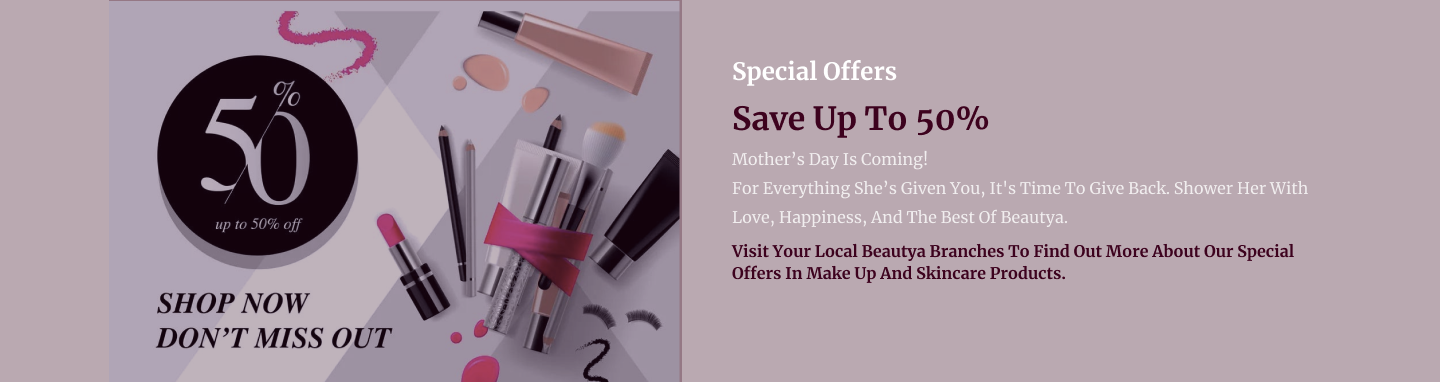 50%
up to 50% off
SHOP NOW
DON'T MISS OUT
Special Offers
Save Up To 50%
Mother's Day Is Coming!
For Everything She's Given You, It's Time To Give Back. Shower Her With
Love, Happiness, And The Best Of Beautya.
Visit Your Local Beautya Branches To Find Out More About Our Special
Offers In Make Up And Skincare Products.